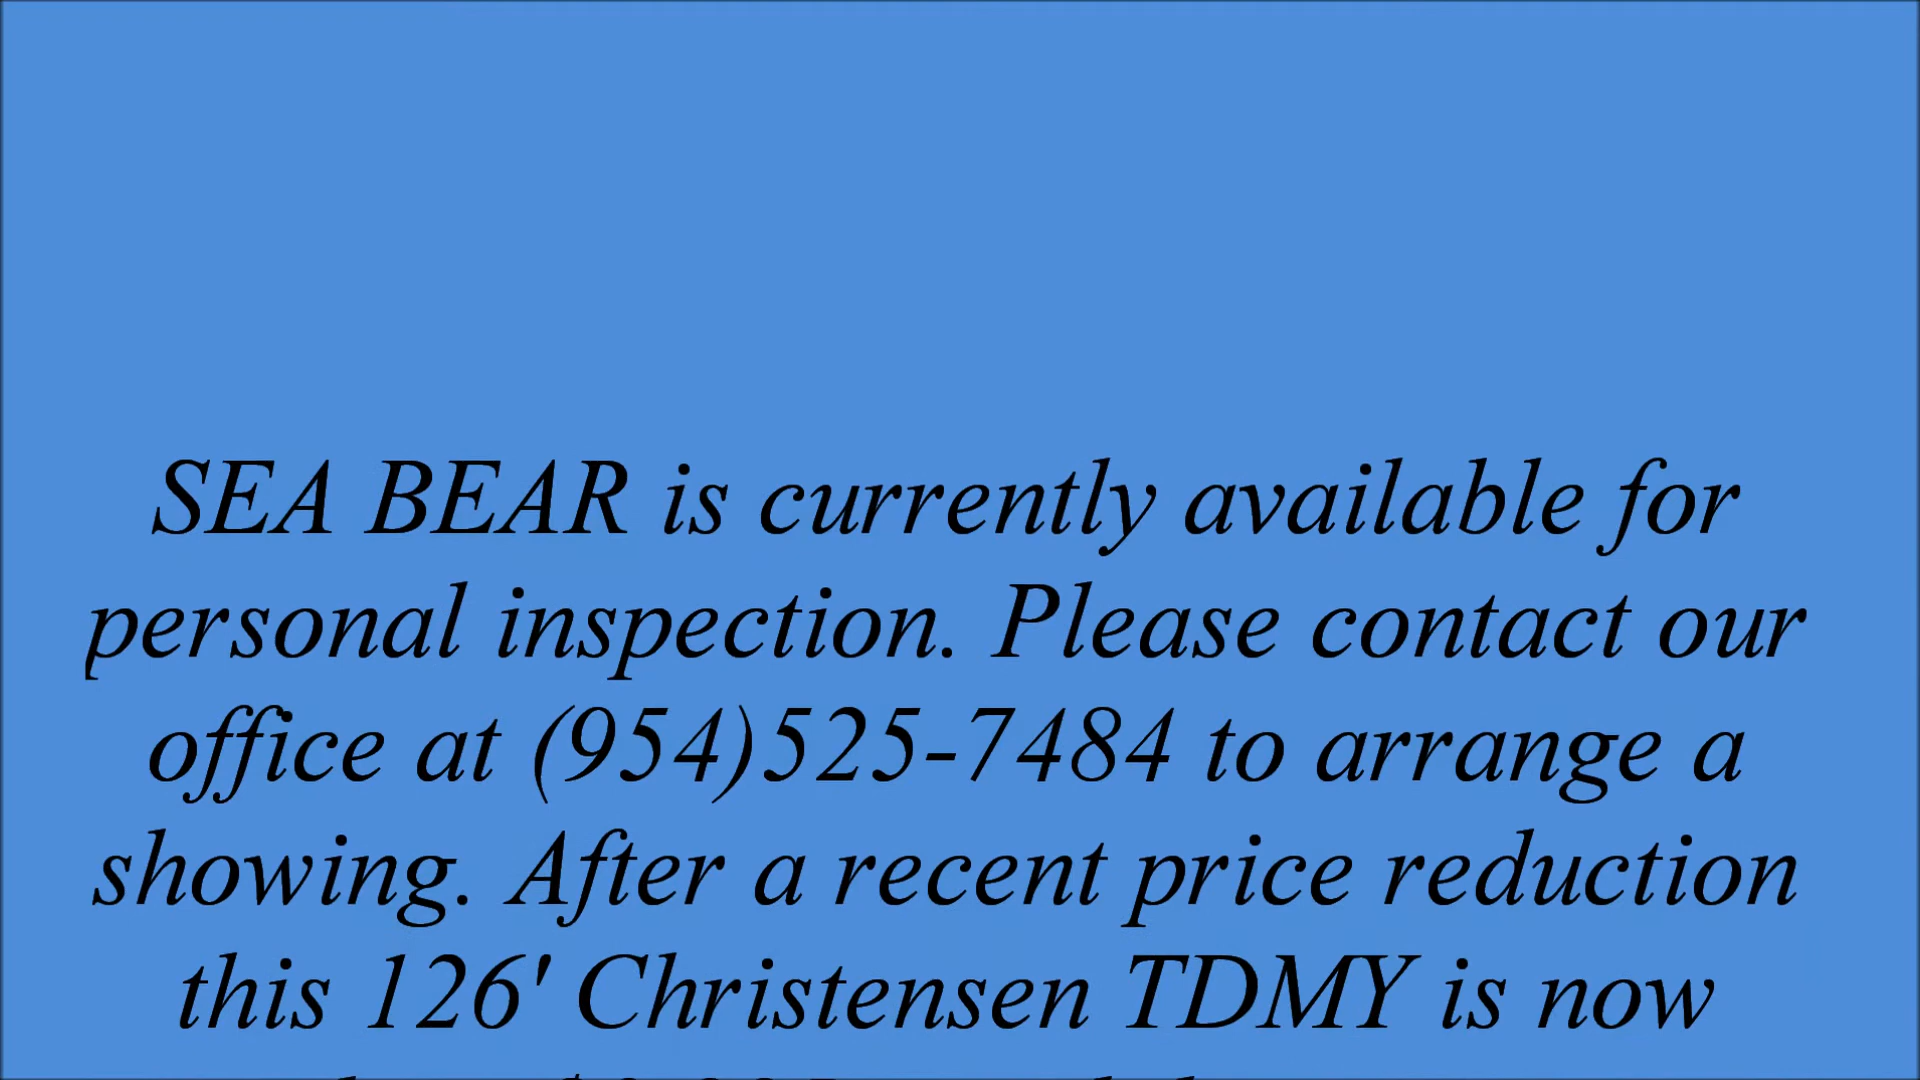 SEA BEAR is currently available for
personal inspection. Please contact our
office at (954)525-7484 to arrange a
showing. After a recent price reduction
this 126' Christensen TDMY is now